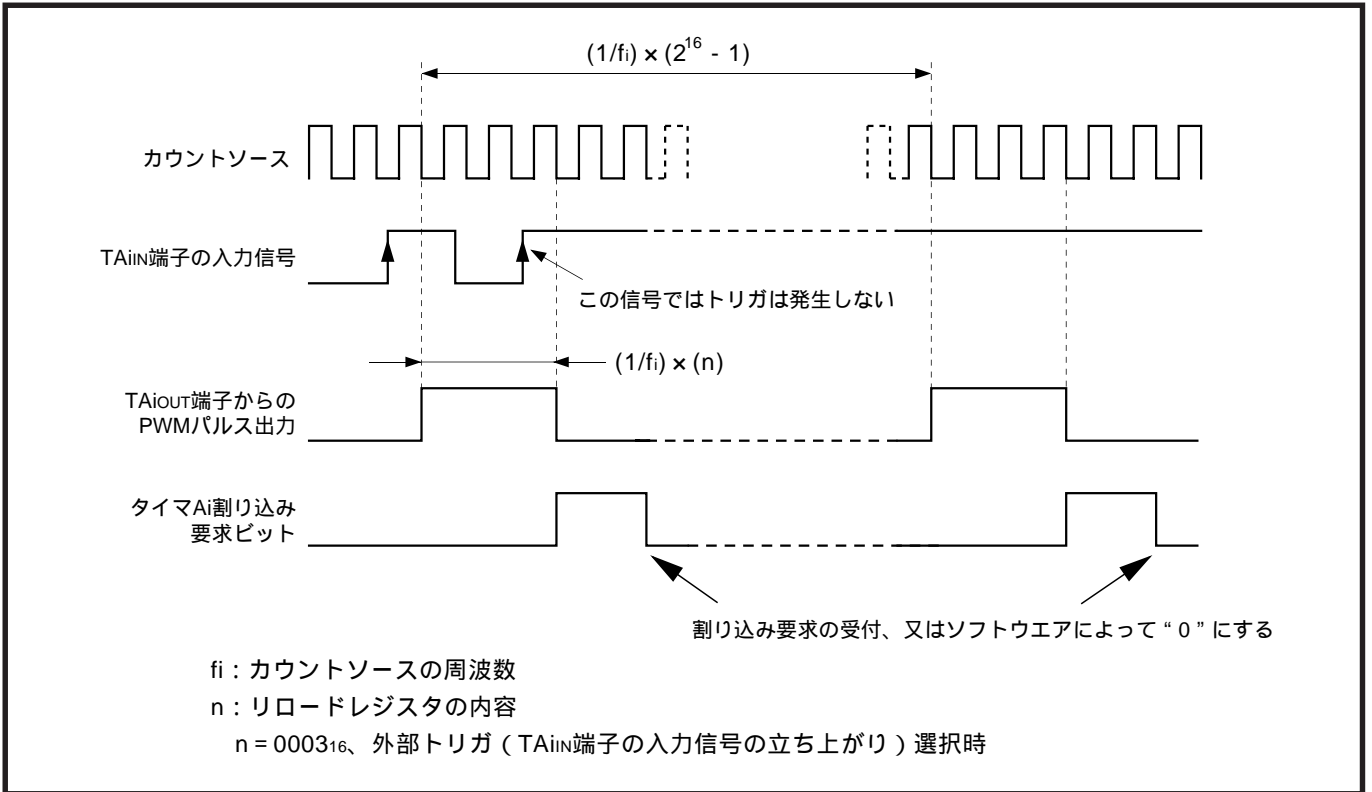 (1/fi) × (2^16 - 1)
カウントソース
TAiIN端子の入力信号
この信号ではトリガは発生しない
(1/fi) × (n)
TAiOUT端子からの
PWMパルス出力
タイマAi割り込み
要求ビット
割り込み要求の受付、又はソフトウエアによって“0”にする
fi：カウントソースの周波数
n：リロードレジスタの内容
n = 0003₁₆、外部トリガ（TAiIN端子の入力信号の立ち上がり）選択時